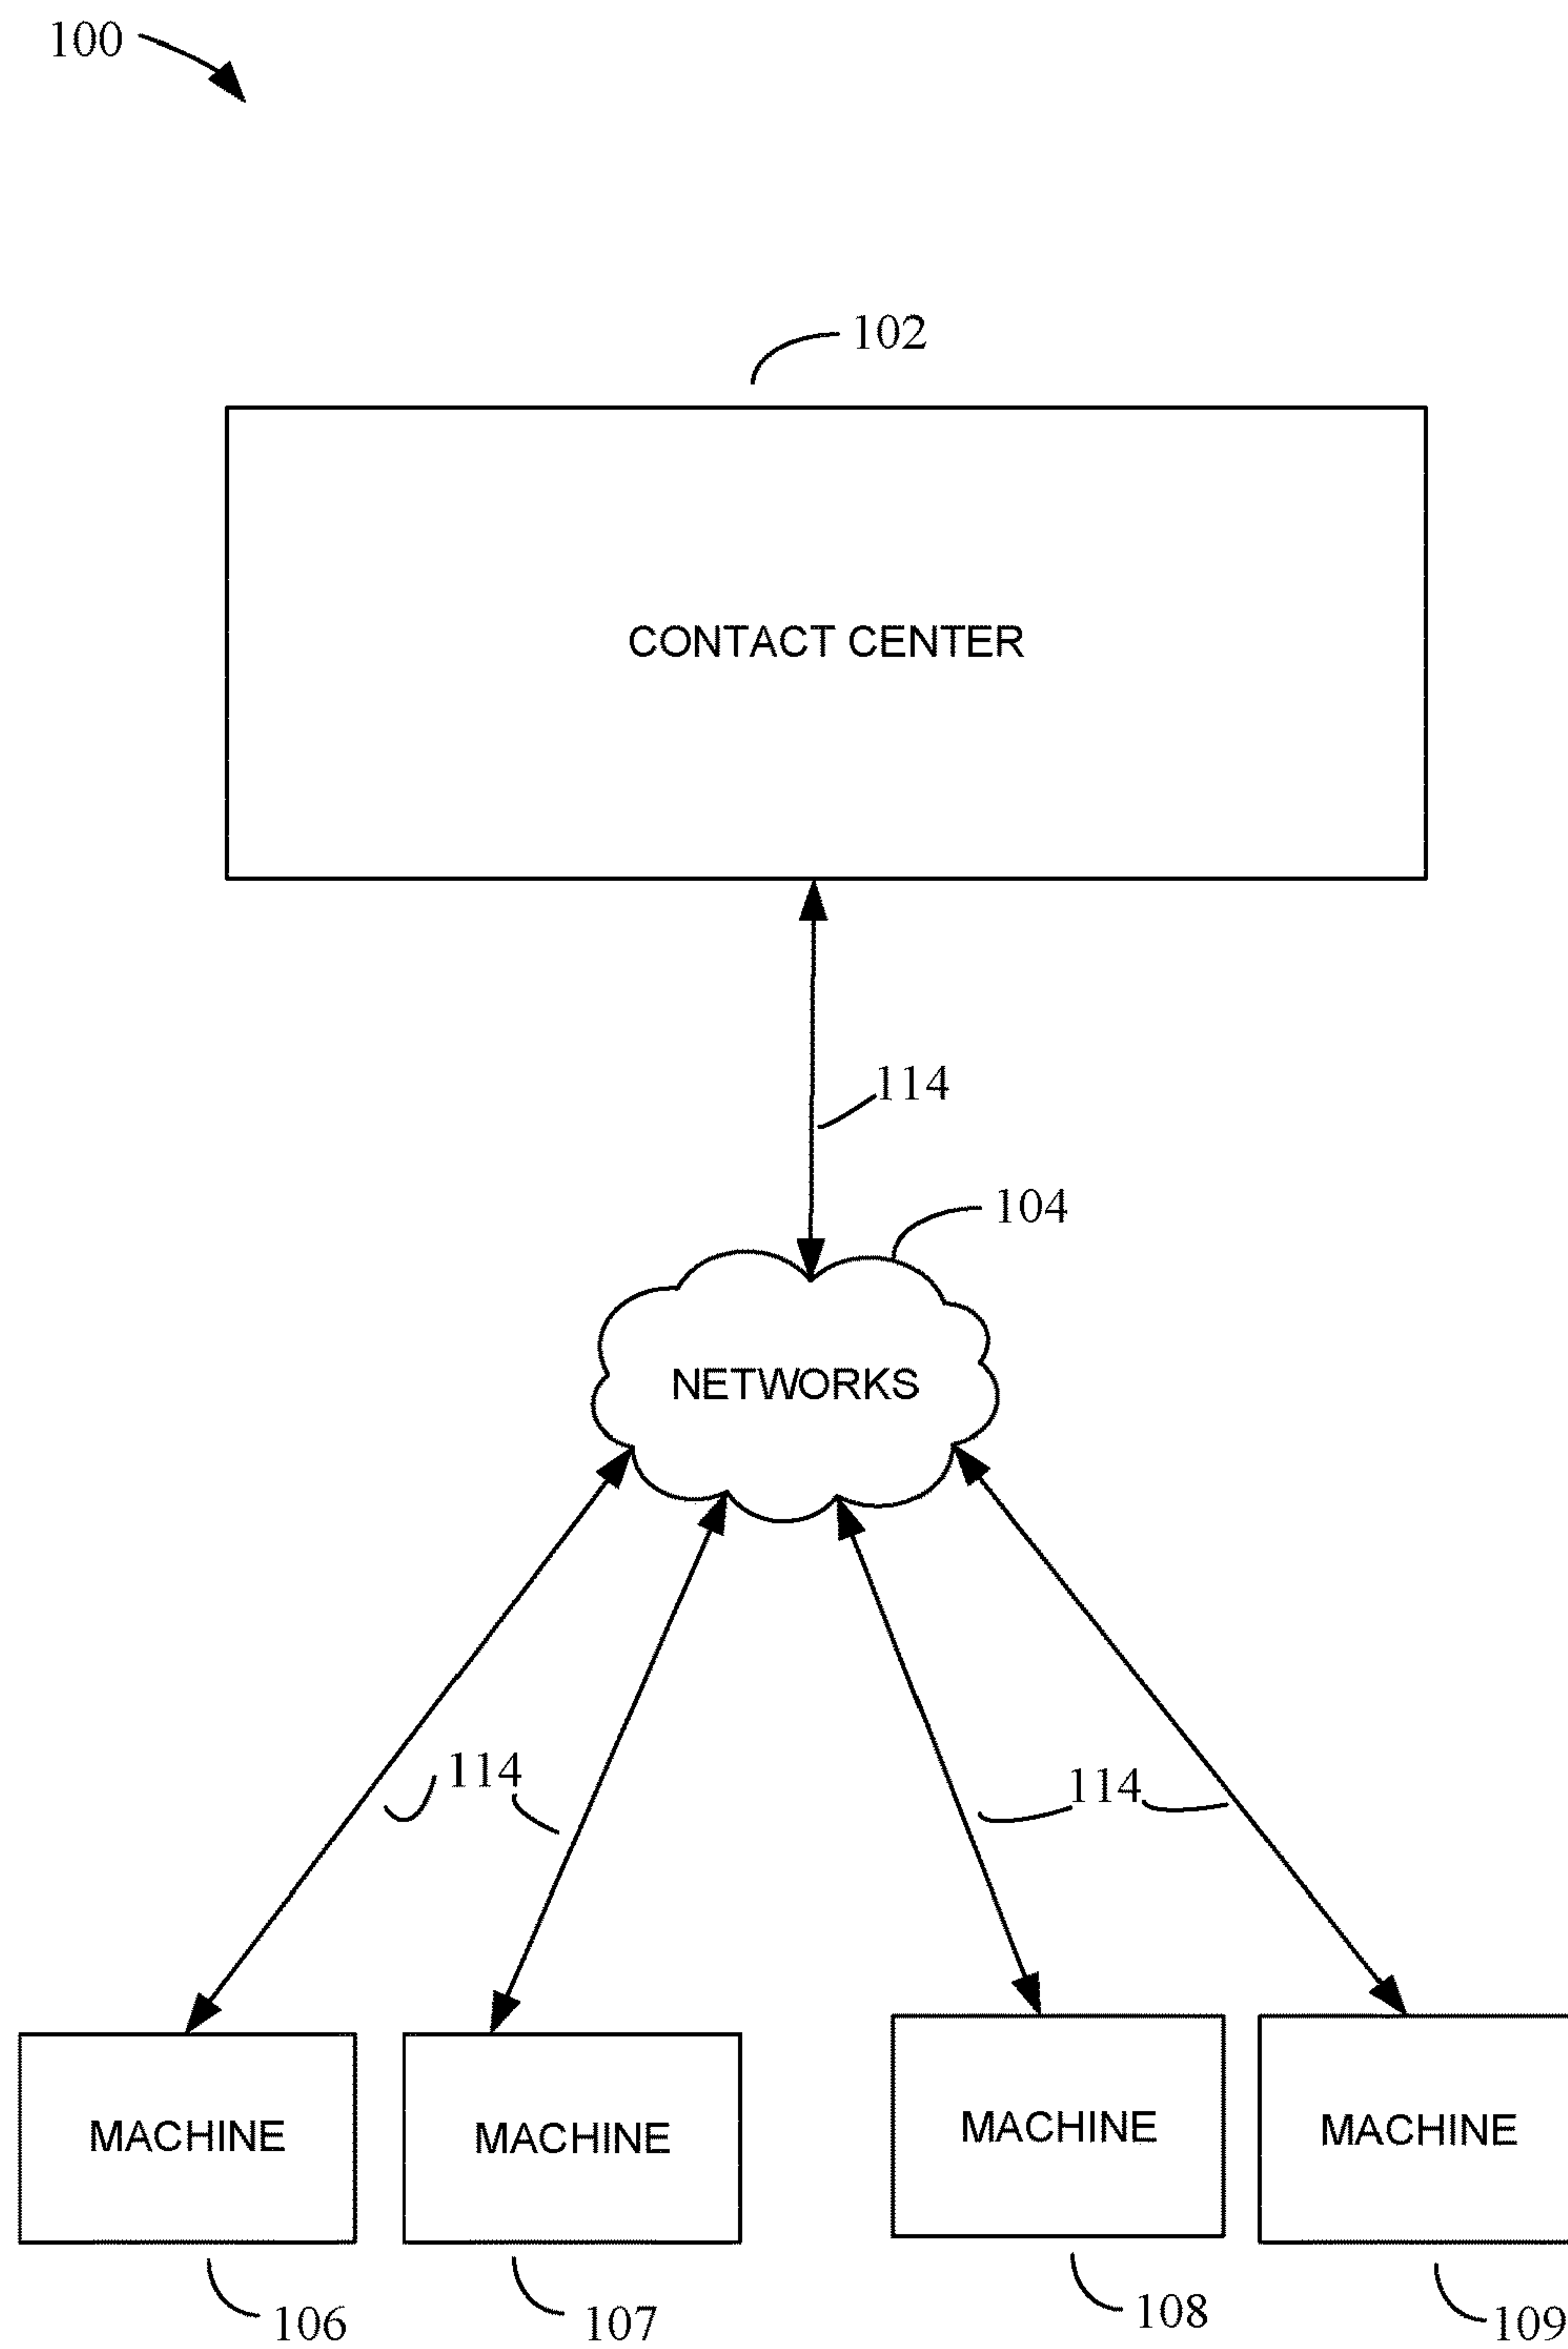 100
102
CONTACT CENTER
114
104
NETWORKS
114
114
MACHINE
MACHINE
MACHINE
MACHINE
106
107
108
109